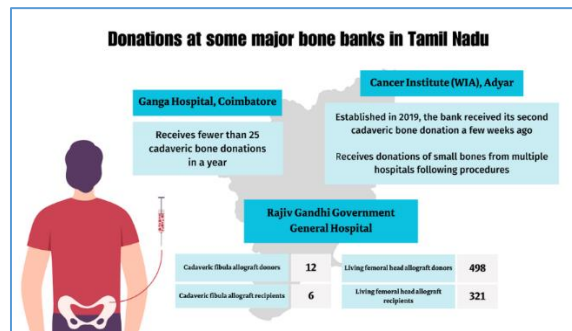 Donations at some major bone banks in Tamil Nadu
Cancer Institute (WIA), Adyar
Ganga Hospital, Coimbatore
Established in 2019, the bank received its second
cadaveric bone donation a few weeks ago
Receives donations of small bones from multiple
hospitals following procedures
Receives fewer than 25
cadaveric bone donations
in a year
Rajiv Gandhi Government
General Hospital
Cadaveric fibula allograft donors 12
Living femoral head allograft donors 498
Cadaveric fibula allograft recipients 6
Living femoral head allograft
recipients 321